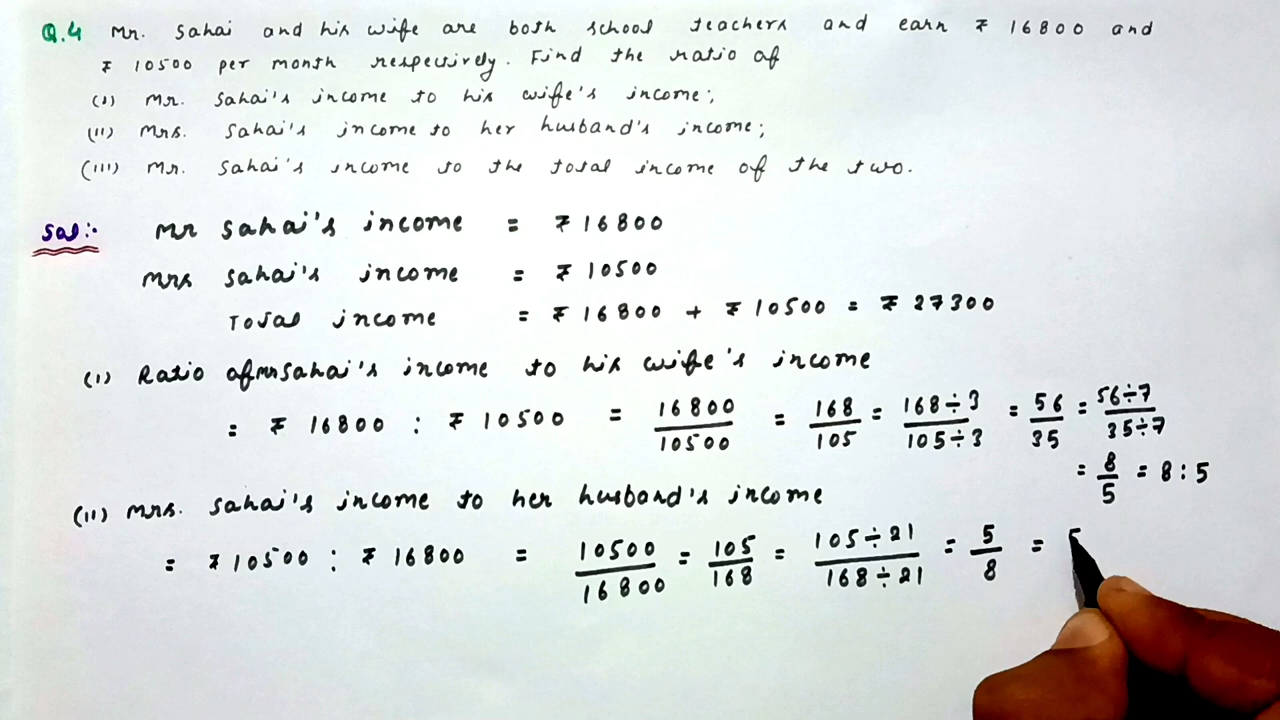 Q.4 Mr. Sahai and his wife are both school teachers and earn ₹ 16800 and
₹ 10500 per month respectively. Find the ratio of
(i) Mr. Sahai's income to his wife's income;
(ii) Mrs. Sahai's income to her husband's income;
(iii) Mr. Sahai's income to the total income of the two.
Sol:- Mr Sahai's income = ₹ 16800
Mrs Sahai's income = ₹ 10500
Total income = ₹ 16800 + ₹ 10500 = ₹ 27300
(i) Ratio of Mr Sahai's income to his wife's income
= ₹ 16800 : ₹ 10500 = 16800/10500 = 168/105 = 168÷3/105÷3 = 56/35 = 56÷7/35÷7
= 8/5 = 8:5
(ii) Mrs. Sahai's income to her husband's income
= ₹ 10500 : ₹ 16800 = 10500/16800 = 105/168 = 105÷21/168÷21 = 5/8 =